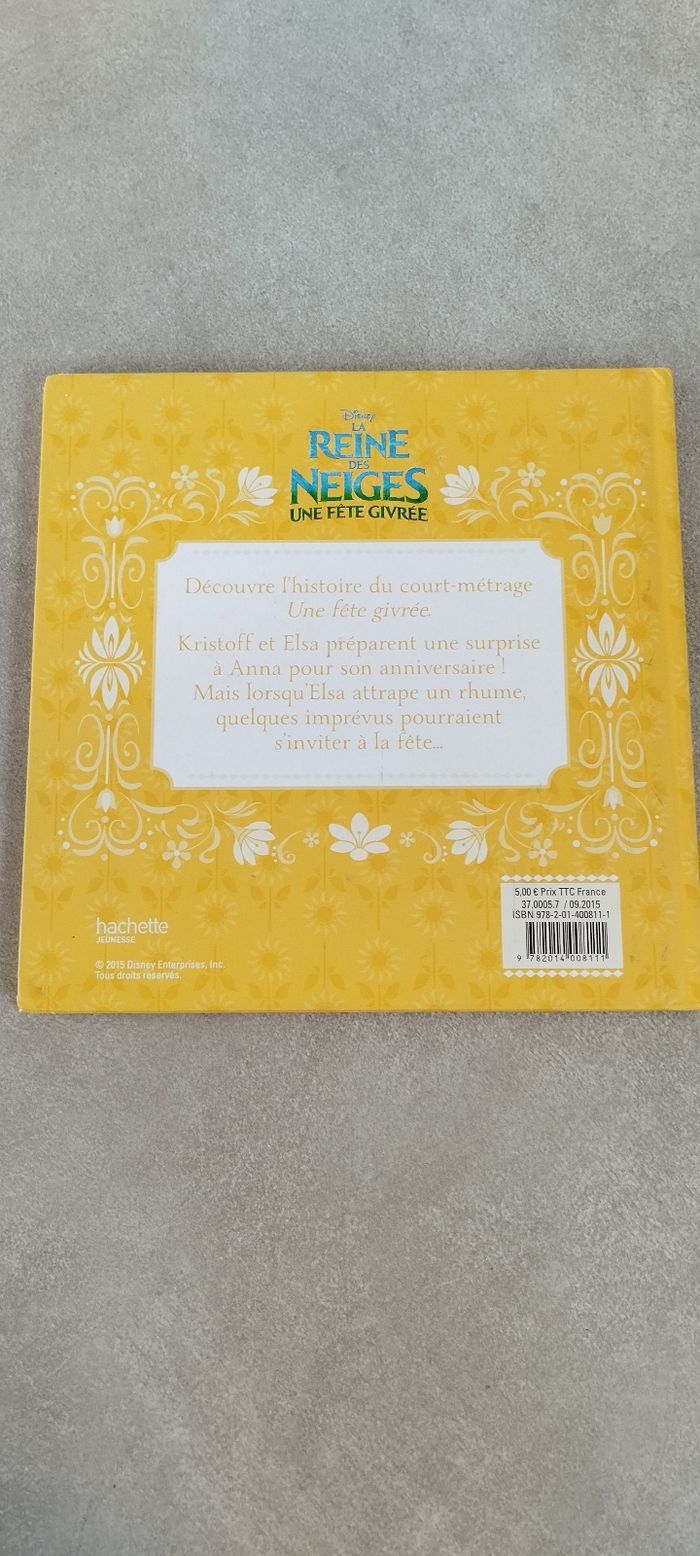 Disney
LA
REINE
DES
NEIGES
UNE FÊTE GIVRÉE
Découvre l'histoire du court-métrage
Une fête givrée.
Kristoff et Elsa préparent une surprise
à Anna pour son anniversaire !
Mais lorsqu'Elsa attrape un rhume,
quelques imprévus pourraient
s'inviter à la fête...
hachette
JEUNESSE
© 2015 Disney Enterprises, Inc.
Tous droits réservés.
5,00 € Prix TTC France
37.0005.7 / 09.2015
ISBN 978-2-01-400811-1
9 782014 008111